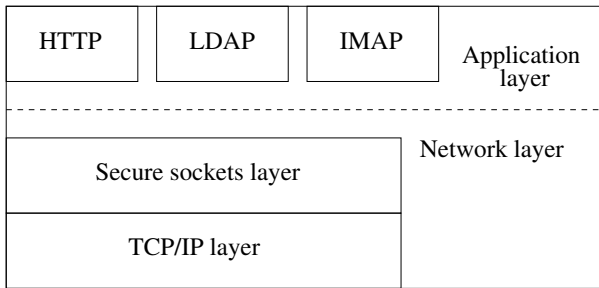 HTTP
LDAP
IMAP
Application
layer
Network layer
Secure sockets layer
TCP/IP layer